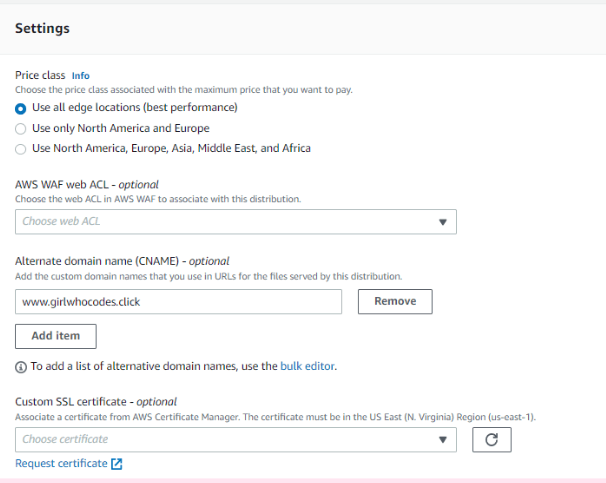 Settings
Price class Info
Choose the price class associated with the maximum price that you want to pay.
Use all edge locations (best performance)
Use only North America and Europe
Use North America, Europe, Asia, Middle East, and Africa
AWS WAF web ACL - optional
Choose the web ACL in AWS WAF to associate with this distribution.
Choose web ACL
Alternate domain name (CNAME) - optional
Add the custom domain names that you use in URLs for the files served by this distribution.
www.girlwhocodes.click Remove
Add item
To add a list of alternative domain names, use the bulk editor.
Custom SSL certificate - optional
Associate a certificate from AWS Certificate Manager. The certificate must be in the US East (N. Virginia) Region (us-east-1).
Choose certificate
Request certificate